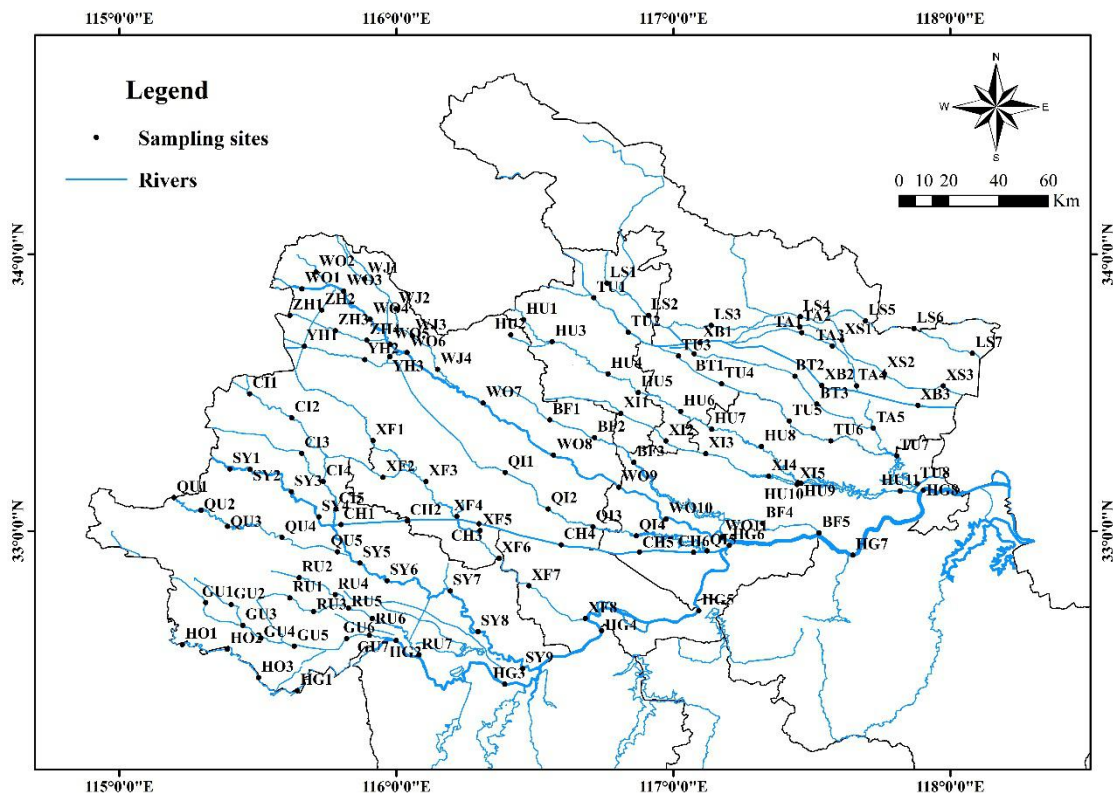 115°0'0"E
116°0'0"E
117°0'0"E
118°0'0"E
Legend
Sampling sites
Rivers
N
W
E
S
0 10 20 40 60
Km
34°0'0"N
34°0'0"N
33°0'0"N
33°0'0"N
WO2
WJ1
WO1
WO3
ZH2
ZH1
WO4
WJ2
ZH3
ZH4
WJ3
WO5
WO6
YH1
YH2
YH3
WJ4
LS1
TU1
LS2
TU2
LS3
LS4
TA2
TA1
LS5
XS1
LS6
TA3
LS7
HU1
HU2
HU3
XB1
TU3
BT1
HU4
TU4
BT2
XS2
XB2
TA4
XS3
BT3
XB3
HU5
CI1
CI2
WO7
BF1
XI1
HU6
TU5
TA5
CI3
XF1
BF2
WO8
XI2
HU7
XI3
HU8
TU6
TU7
SY1
SY2
CI4
XF2
XF3
QI1
BF3
WO9
XI4
XI5
HU9
HU10
HU11
TU8
HG8
QU1
QU2
QU3
SY3
CI5
CH1
CH2
XF4
XF5
CH3
QI2
QI3
QI4
WO10
WO11
BF4
BF5
QU4
QU5
SY5
SY6
XF6
CH4
CH5
CH6
QI5
HG6
HG7
RU2
RU1
RU4
RU3
RU5
RU6
SY7
XF7
GU1
GU2
GU3
GU4
GU5
GU6
GU7
HG2
RU7
SY8
XF8
HG4
HG5
HO1
HO2
HO3
HG1
HG3
SY9
115°0'0"E
116°0'0"E
117°0'0"E
118°0'0"E